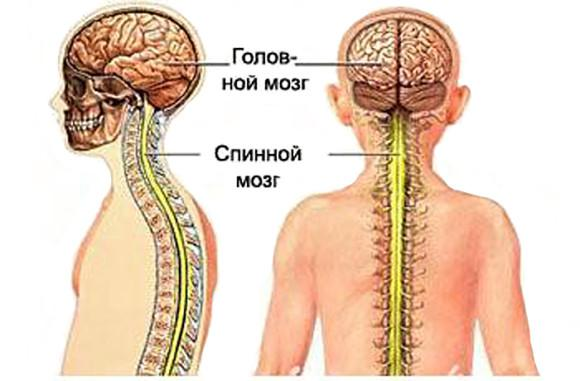 Голов-
ной мозг
Спинной
мозг